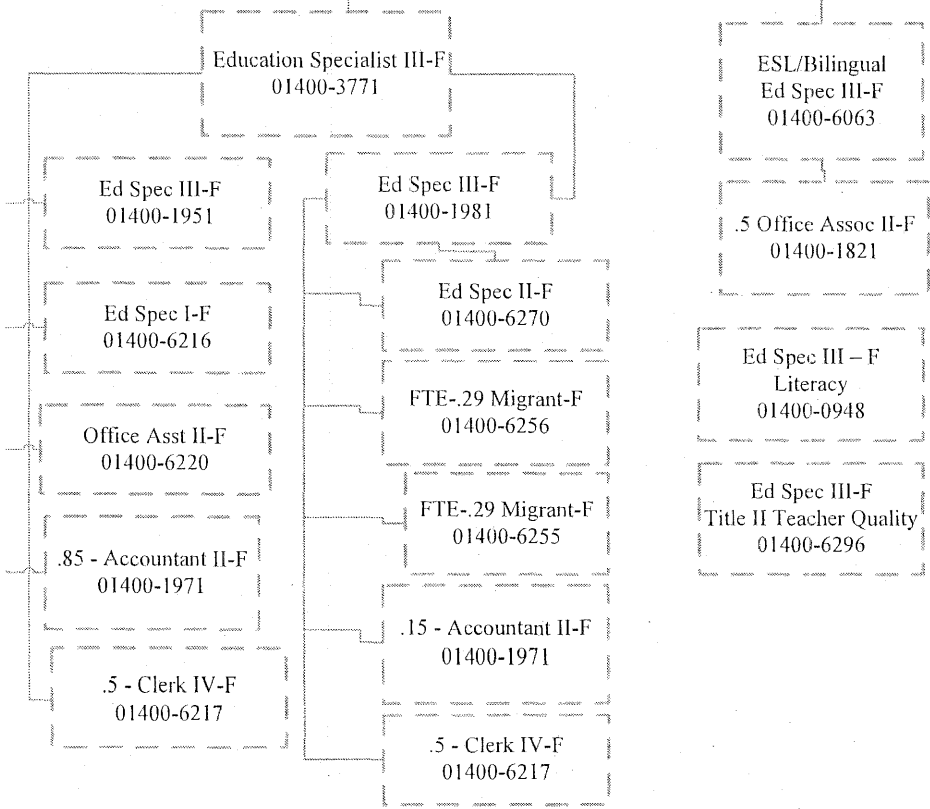 Education Specialist III-F
01400-3771
Ed Spec III-F
01400-1951
Ed Spec I-F
01400-6216
Office Asst II-F
01400-6220
.85 - Accountant II-F
01400-1971
.5 - Clerk IV-F
01400-6217
Ed Spec III-F
01400-1981
Ed Spec II-F
01400-6270
FTE-.29 Migrant-F
01400-6256
FTE-.29 Migrant-F
01400-6255
.15 - Accountant II-F
01400-1971
.5 - Clerk IV-F
01400-6217
ESL/Bilingual
Ed Spec III-F
01400-6063
.5 Office Assoc II-F
01400-1821
Ed Spec III – F
Literacy
01400-0948
Ed Spec III-F
Title II Teacher Quality
01400-6296